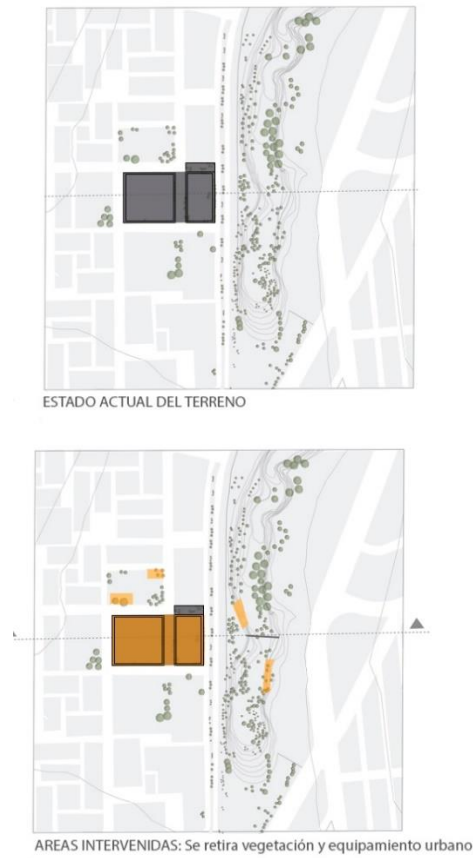 ESTADO ACTUAL DEL TERRENO
AREAS INTERVENIDAS: Se retira vegetación y equipamiento urbano